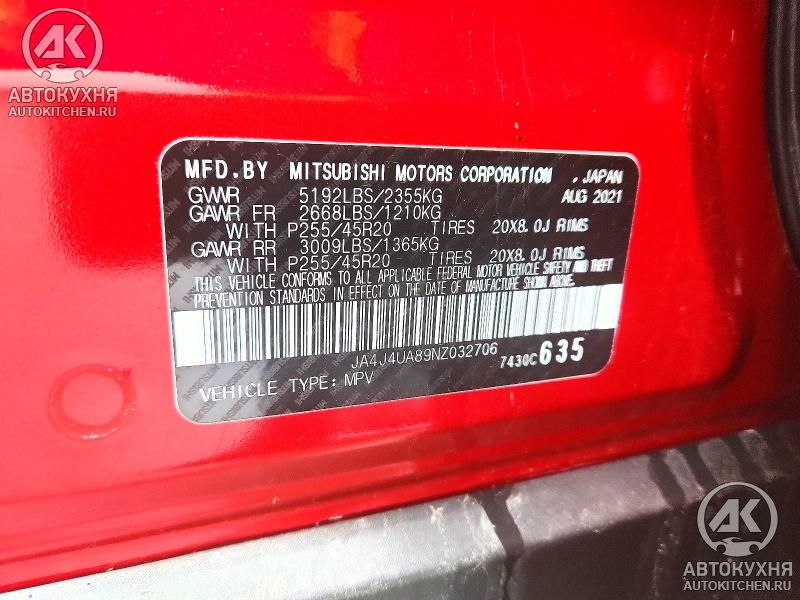 АК
АВТОКУХНЯ
AUTOKITCHEN.RU
MFD.BY MITSUBISHI MOTORS CORPORATION . JAPAN
GVWR 5192LBS/2355KG AUG 2021
GAWR FR 2668LBS/1210KG
WITH P255/45R20 TIRES 20X8.0J RIMS
GAWR RR 3009LBS/1365KG
WITH P255/45R20 TIRES 20X8.0J RIMS
THIS VEHICLE CONFORMS TO ALL APPLICABLE FEDERAL MOTOR VEHICLE SAFETY AND THEFT
PREVENTION STANDARDS IN EFFECT ON THE DATE OF MANUFACTURE SHOWN ABOVE.
JA4J4UA89NZ032706
7430C 635
VEHICLE TYPE: MPV
АК
АВТОКУХНЯ
AUTOKITCHEN.RU